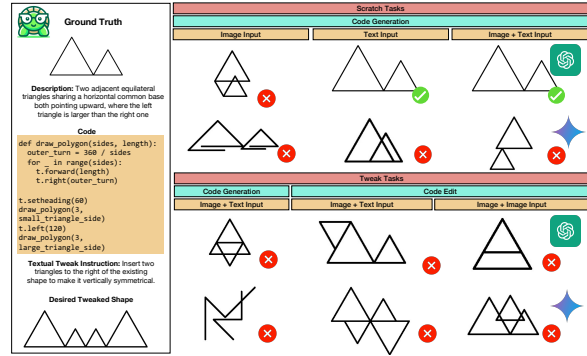 Ground Truth
Description: Two adjacent equilateral
triangles sharing a horizontal common base
both pointing upward, where the left
triangle is larger than the right one
Code
def draw_polygon(sides, length):
outer_turn = 360 / sides
for _ in range(sides):
t.forward(length)
t.right(outer_turn)
t.setheading(60)
draw_polygon(3,
small_triangle_side)
t.left(120)
draw_polygon(3,
large_triangle_side)
Textual Tweak Instruction: Insert two
triangles to the right of the existing
shape to make it vertically symmetrical.
Desired Tweaked Shape
Scratch Tasks
Code Generation
Image Input
Text Input
Image + Text Input
Tweak Tasks
Code Generation
Code Edit
Image + Text Input
Image + Text Input
Image + Image Input